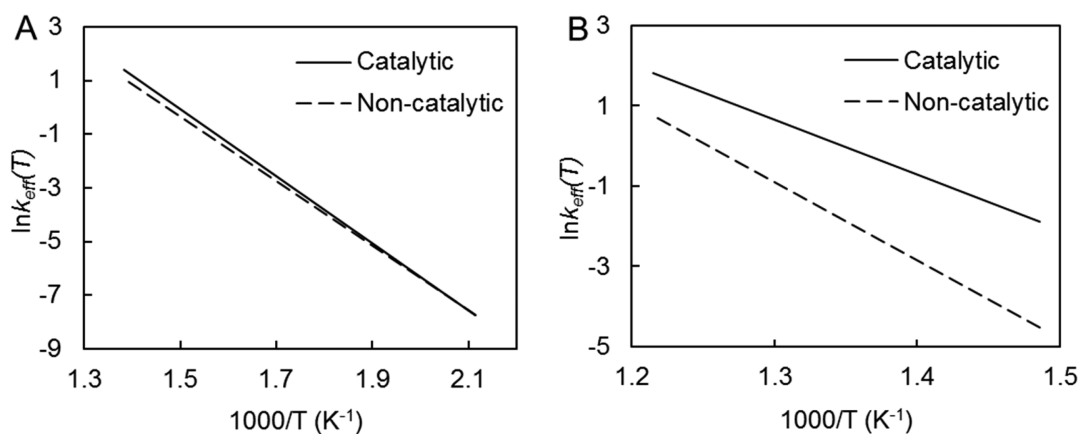 A
3
1
-1
-3
-5
-7
-9
lnkeff(T)
Catalytic
Non-catalytic
1.3
1.5
1.7
1.9
2.1
1000/T (K⁻¹)
B
3
1
-1
-3
-5
lnkeff(T)
Catalytic
Non-catalytic
1.2
1.3
1.4
1.5
1000/T (K⁻¹)